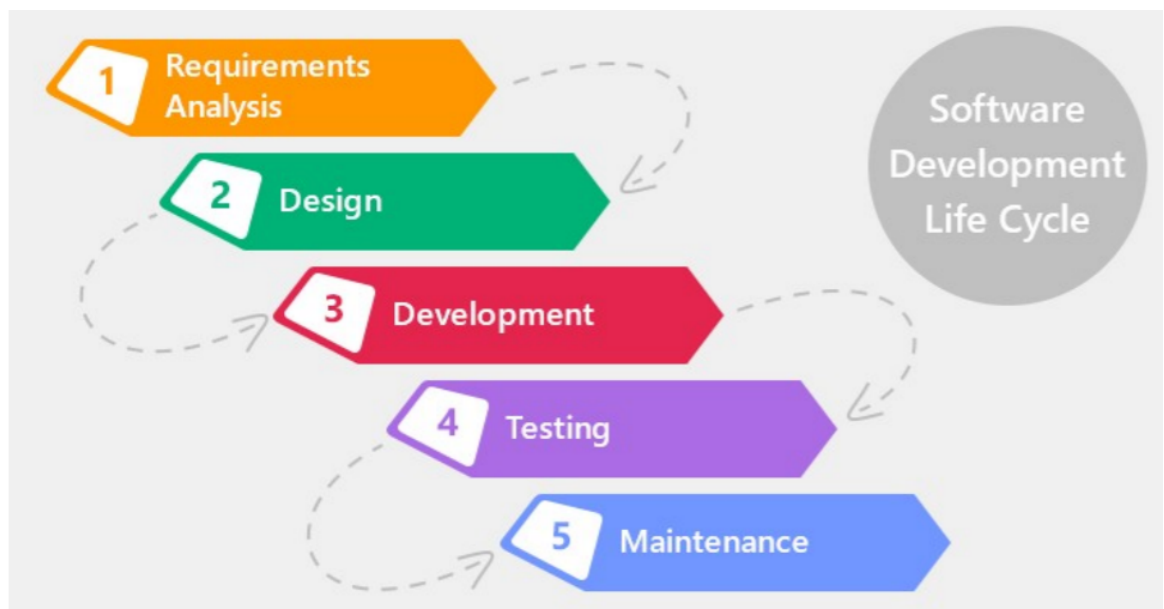 1
Requirements
Analysis
2
Design
3
Development
4
Testing
5
Maintenance
Software
Development
Life Cycle